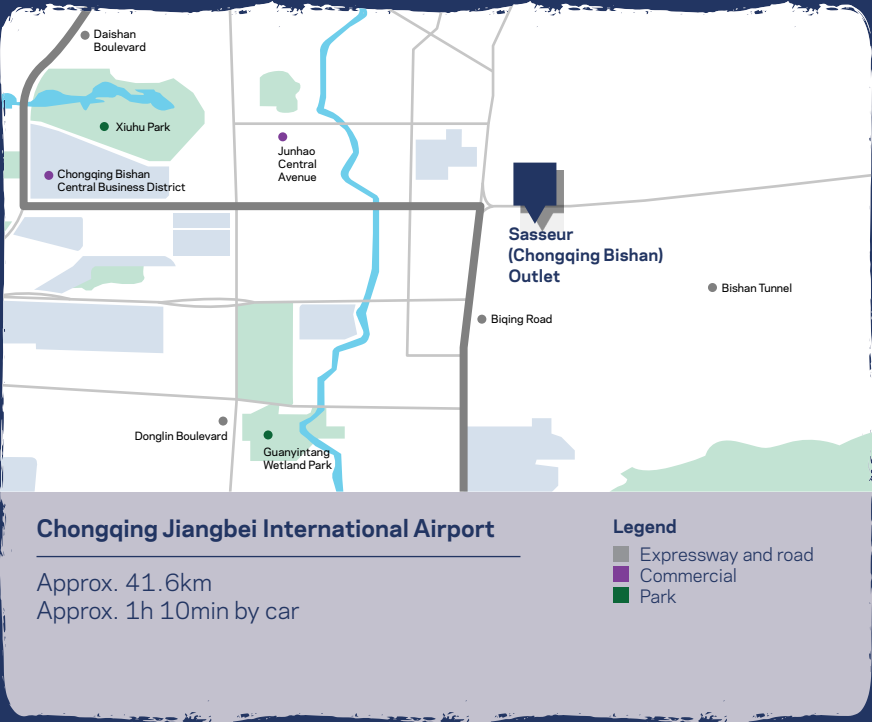 Daishan
Boulevard
Xiuhu Park
Junhao
Central
Avenue
Chongqing Bishan
Central Business District
Sasseur
(Chongqing Bishan)
Outlet
Bishan Tunnel
Biqing Road
Donglin Boulevard
Guanyintang
Wetland Park
Chongqing Jiangbei International Airport
Approx. 41.6km
Approx. 1h 10min by car
Legend
Expressway and road
Commercial
Park